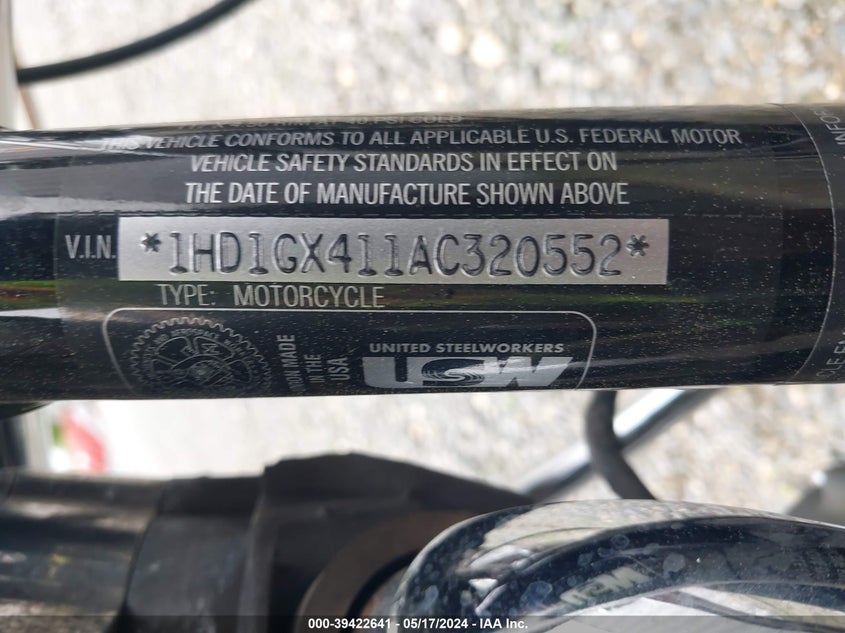 THIS VEHICLE CONFORMS TO ALL APPLICABLE U.S. FEDERAL MOTOR
VEHICLE SAFETY STANDARDS IN EFFECT ON
THE DATE OF MANUFACTURE SHOWN ABOVE
V.I.N. *1HD1GX411AC320552*
TYPE: MOTORCYCLE
MADE
IN THE
USA
UNITED STEELWORKERS
USW
000-39422641 - 05/17/2024 - IAA Inc.